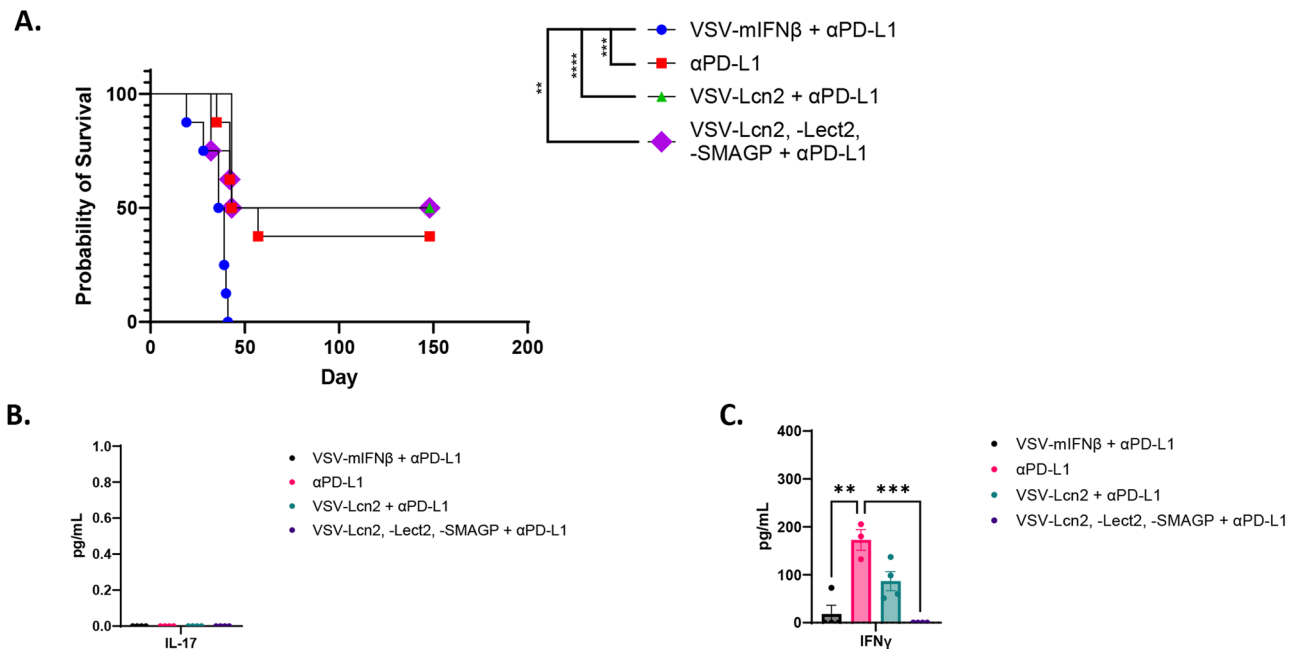 A.
VSV-mIFNβ + αPD-L1
αPD-L1
VSV-Lcn2 + αPD-L1
VSV-Lcn2, -Lect2,
-SMAGP + αPD-L1
***
****
**
Probability of Survival
100
50
0
0 50 100 150 200
Day
B.
1.0
0.8
0.6
0.4
0.2
0.0
pg/mL
IL-17
VSV-mIFNβ + αPD-L1
αPD-L1
VSV-Lcn2 + αPD-L1
VSV-Lcn2, -Lect2, -SMAGP + αPD-L1
C.
400
300
200
100
0
pg/mL
** ***
IFNγ
VSV-mIFNβ + αPD-L1
αPD-L1
VSV-Lcn2 + αPD-L1
VSV-Lcn2, -Lect2, -SMAGP + αPD-L1